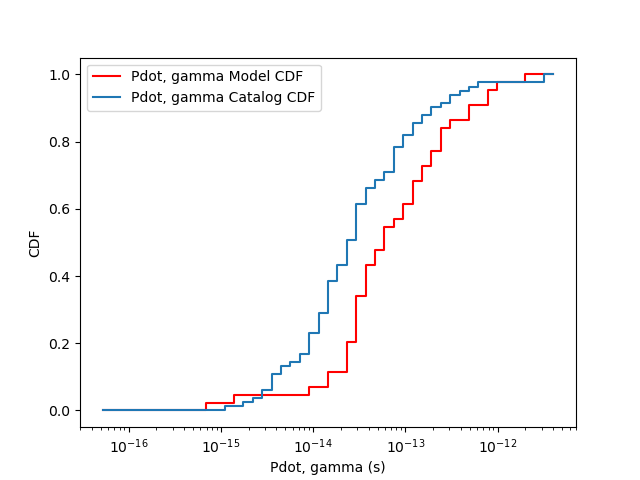 Pdot, gamma Model CDF
Pdot, gamma Catalog CDF
1.0
0.8
0.6
0.4
0.2
0.0
CDF
10⁻¹⁶ 10⁻¹⁵ 10⁻¹⁴ 10⁻¹³ 10⁻¹²
Pdot, gamma (s)